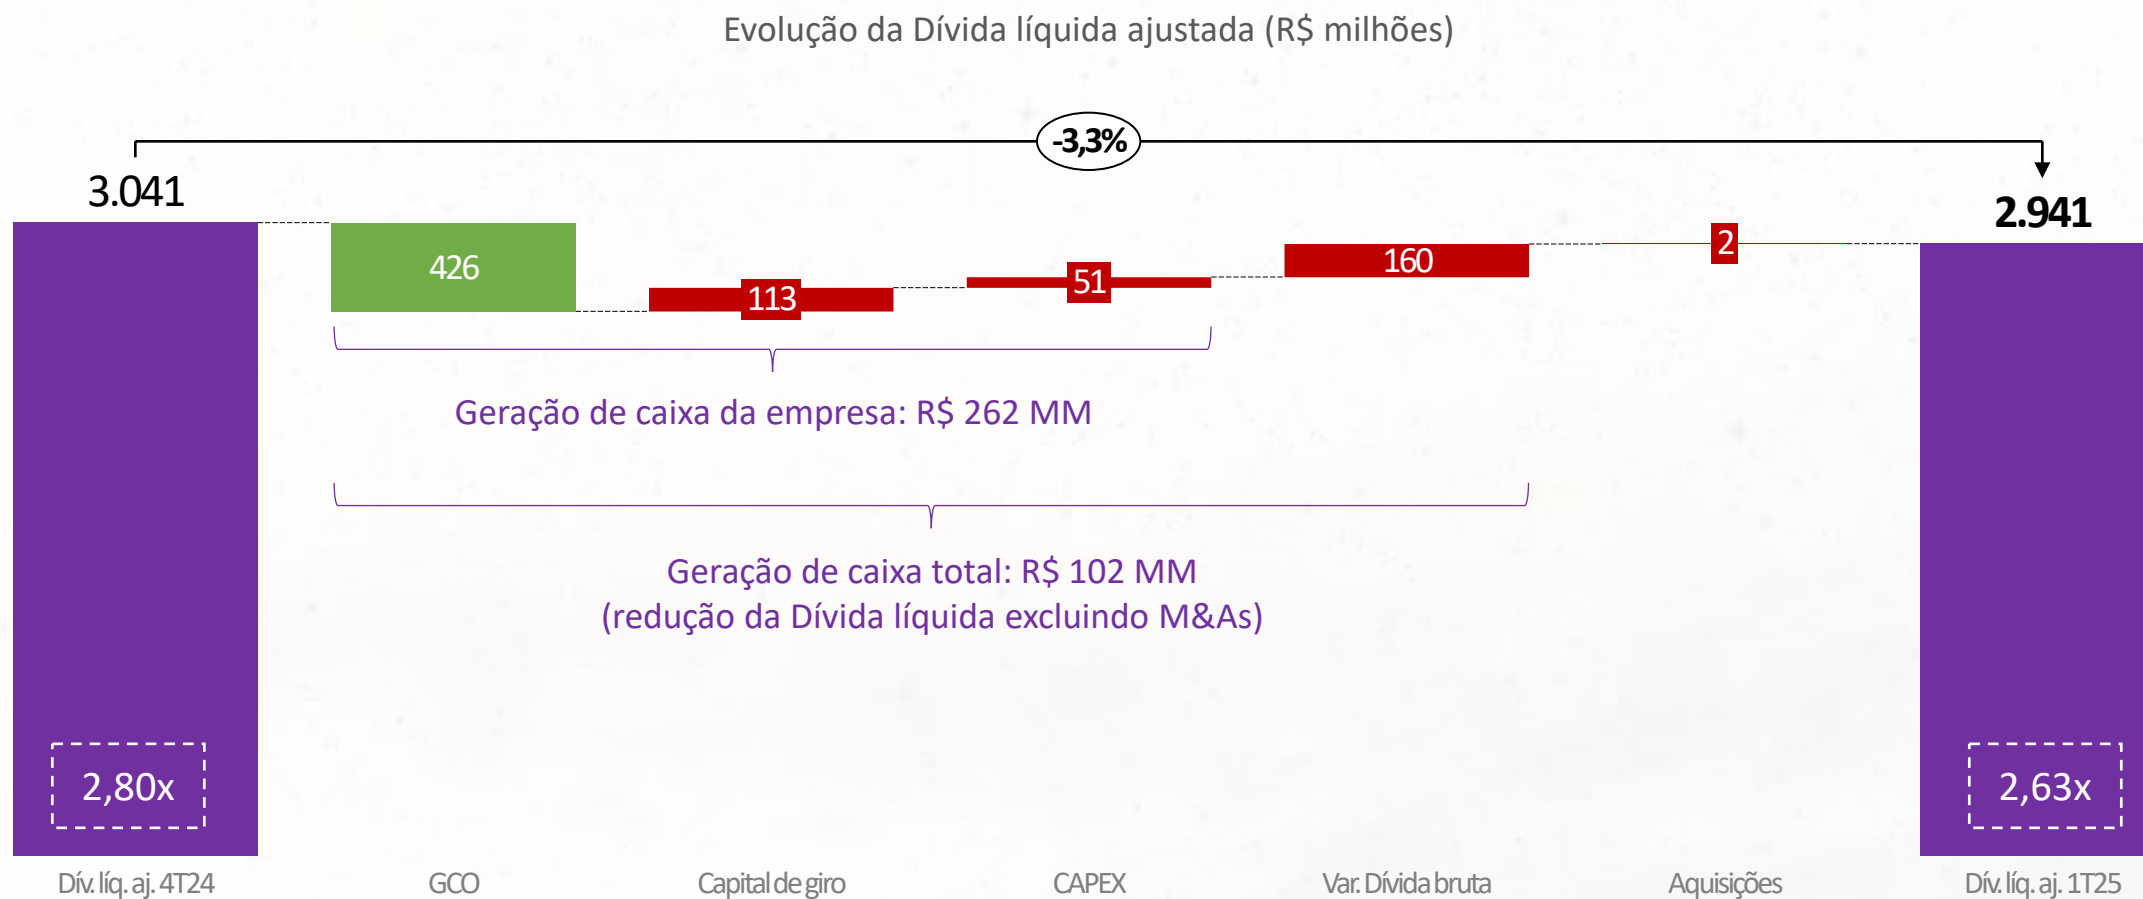 Evolução da Dívida líquida ajustada (R$ milhões)
-3,3%
3.041
2.941
426
113
51
160
2
Geração de caixa da empresa: R$ 262 MM
Geração de caixa total: R$ 102 MM
(redução da Dívida líquida excluindo M&As)
2,80x
2,63x
Dív. líq. aj. 4T24
GCO
Capital de giro
CAPEX
Var. Dívida bruta
Aquisições
Dív. líq. aj. 1T25